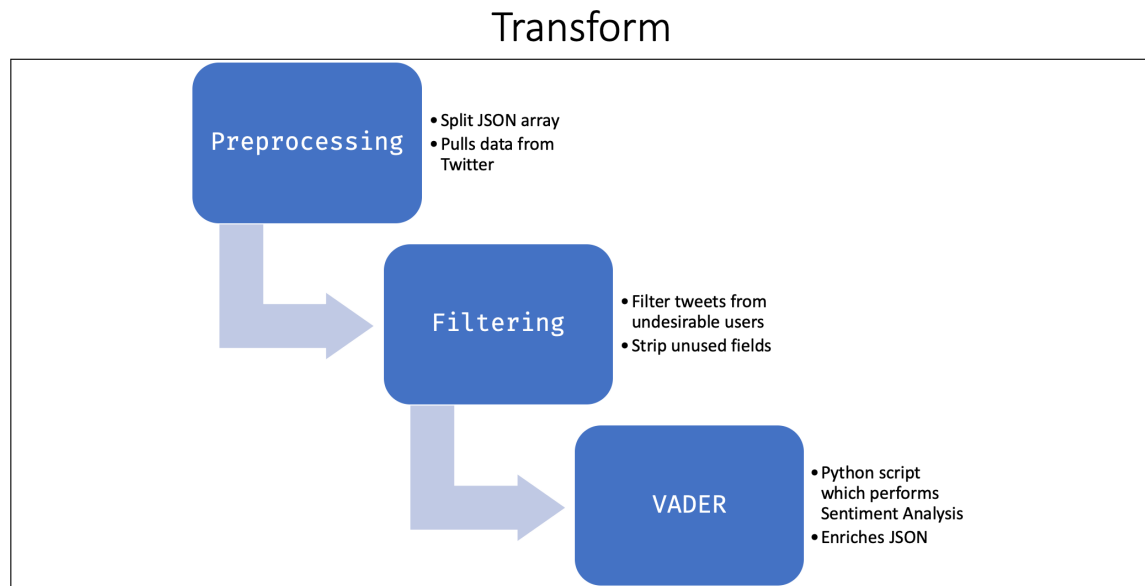 Transform
Preprocessing
• Split JSON array
• Pulls data from
Twitter
Filtering
• Filter tweets from
undesirable users
• Strip unused fields
VADER
• Python script
which performs
Sentiment Analysis
• Enriches JSON